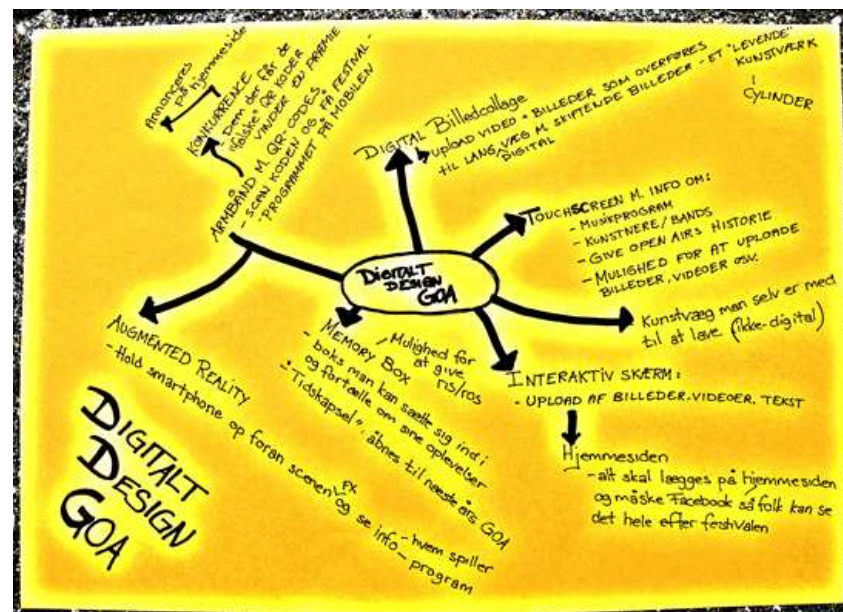 Annonceres
på hjemmeside
KONKURRENCE
Dem der får de
"falske" QR KODER
VINDER EN PRÆMIE
ARMBÅND M. QR-CODES.
- SCAN KODEN OG FÅ FESTIVAL-
PROGRAMMET PÅ MOBILEN
DIGITAL Billedcollage
UPLOAD VIDEO + BILLEDER SOM OVERFØRES
TIL LANG, VÆG M. SKIFTENDE BILLEDER - ET "LEVENDE"
DIGITAL
KUNSTVÆRK
I
CYLINDER
TOUCHSCREEN M. INFO OM:
- MUSIKPROGRAM
- KUNSTNERE/BANDS
- GIVE OPEN AIRS HISTORIE
- MULIGHED FOR AT UPLOADE
BILLEDER, VIDEOER OSV.
DIGITALT
DESIGN
GOA
Kunstvæg man selv er med
til at lave (ikke-digital)
INTERAKTIV SKÆRM:
- UPLOAD AF BILLEDER, VIDEOER, TEKST
Hjemmesiden
- alt skal lægges på hjemmesiden
og måske Facebook så folk kan se
det hele efter festivalen
MEMORY BOX
Mulighed for
at give
ris/ros
- boks man kan sætte sig ind i
og fortælle om sine oplevelser
- "Tidskapsel", åbnes til næste års GOA
AUGMENTED REALITY
- Hold smartphone op foran scenen og se info
FX
- hvem spiller
- program
DIGITALT
DESIGN
GOA